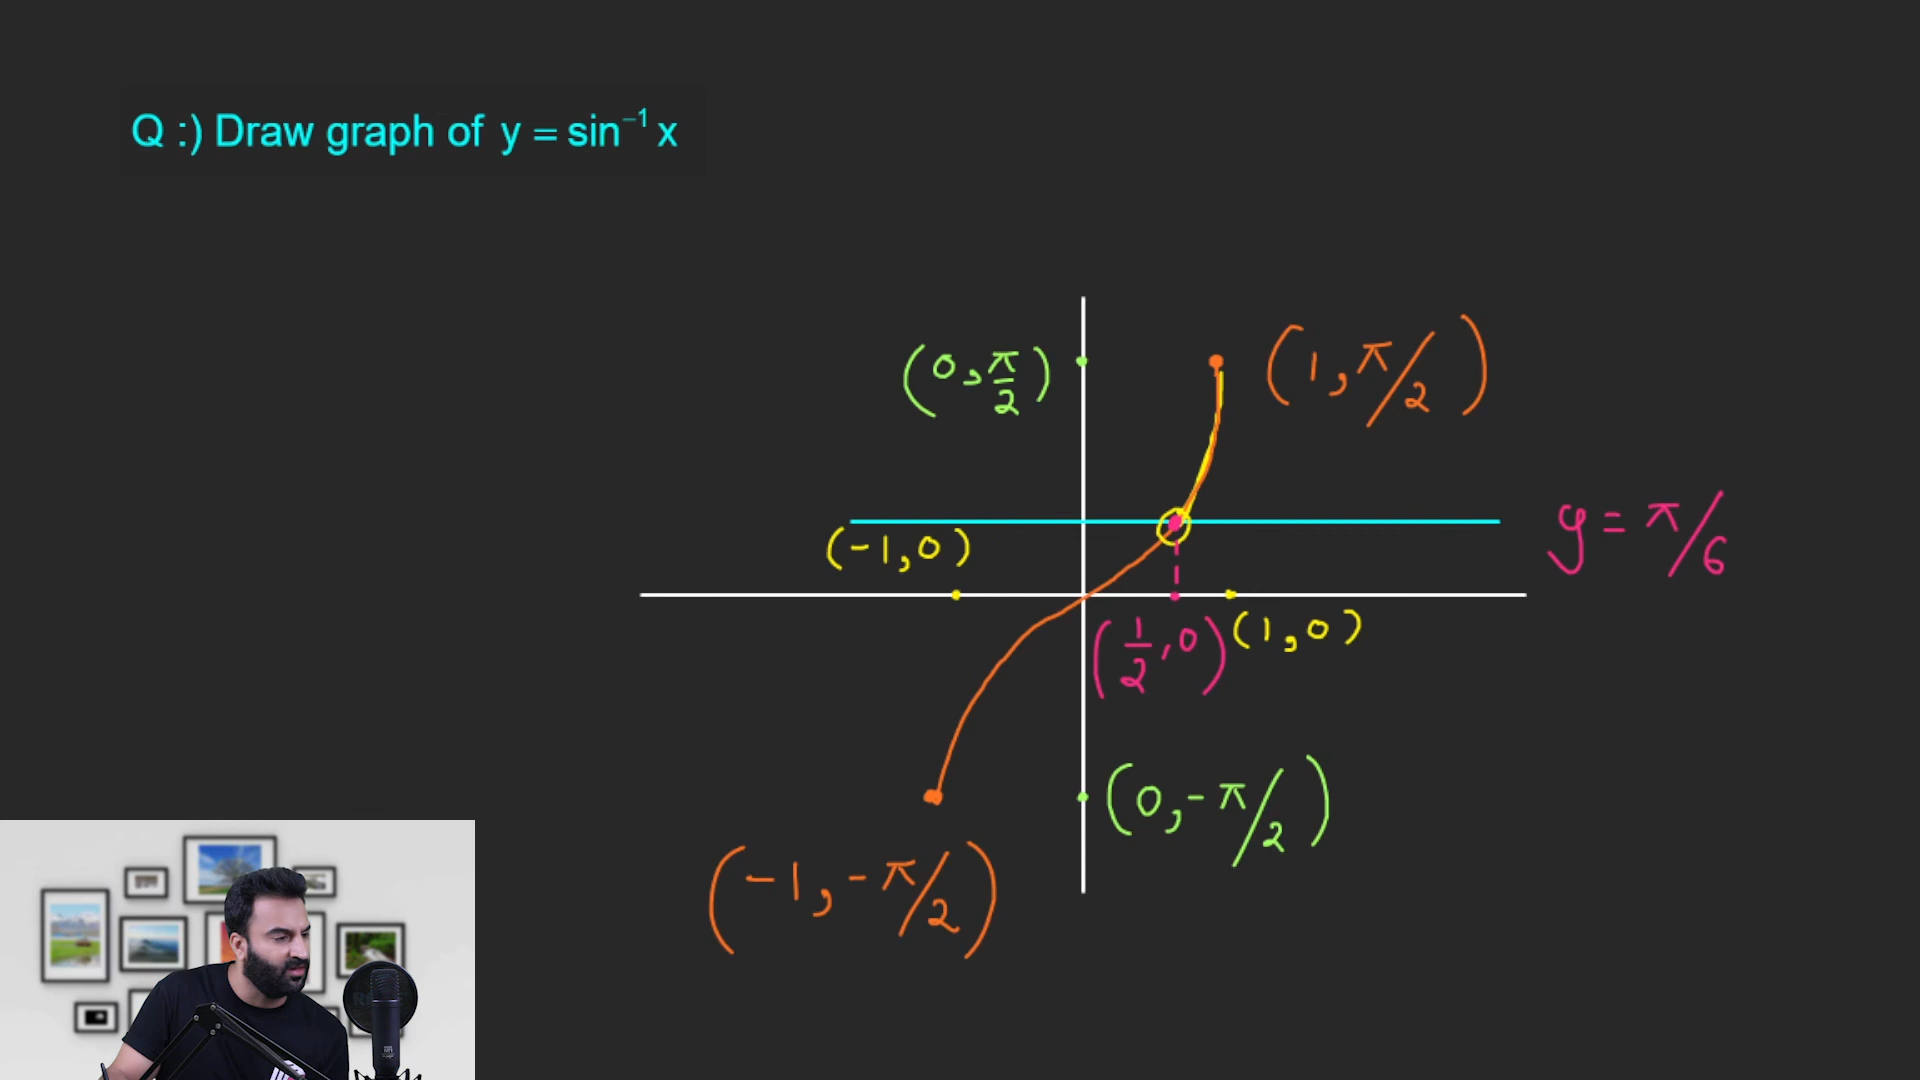 Q :) Draw graph of y = sin⁻¹ x
(0, π/2)
(1, π/2)
y = π/6
(-1, 0)
(1/2, 0)
(1, 0)
(0, -π/2)
(-1, -π/2)